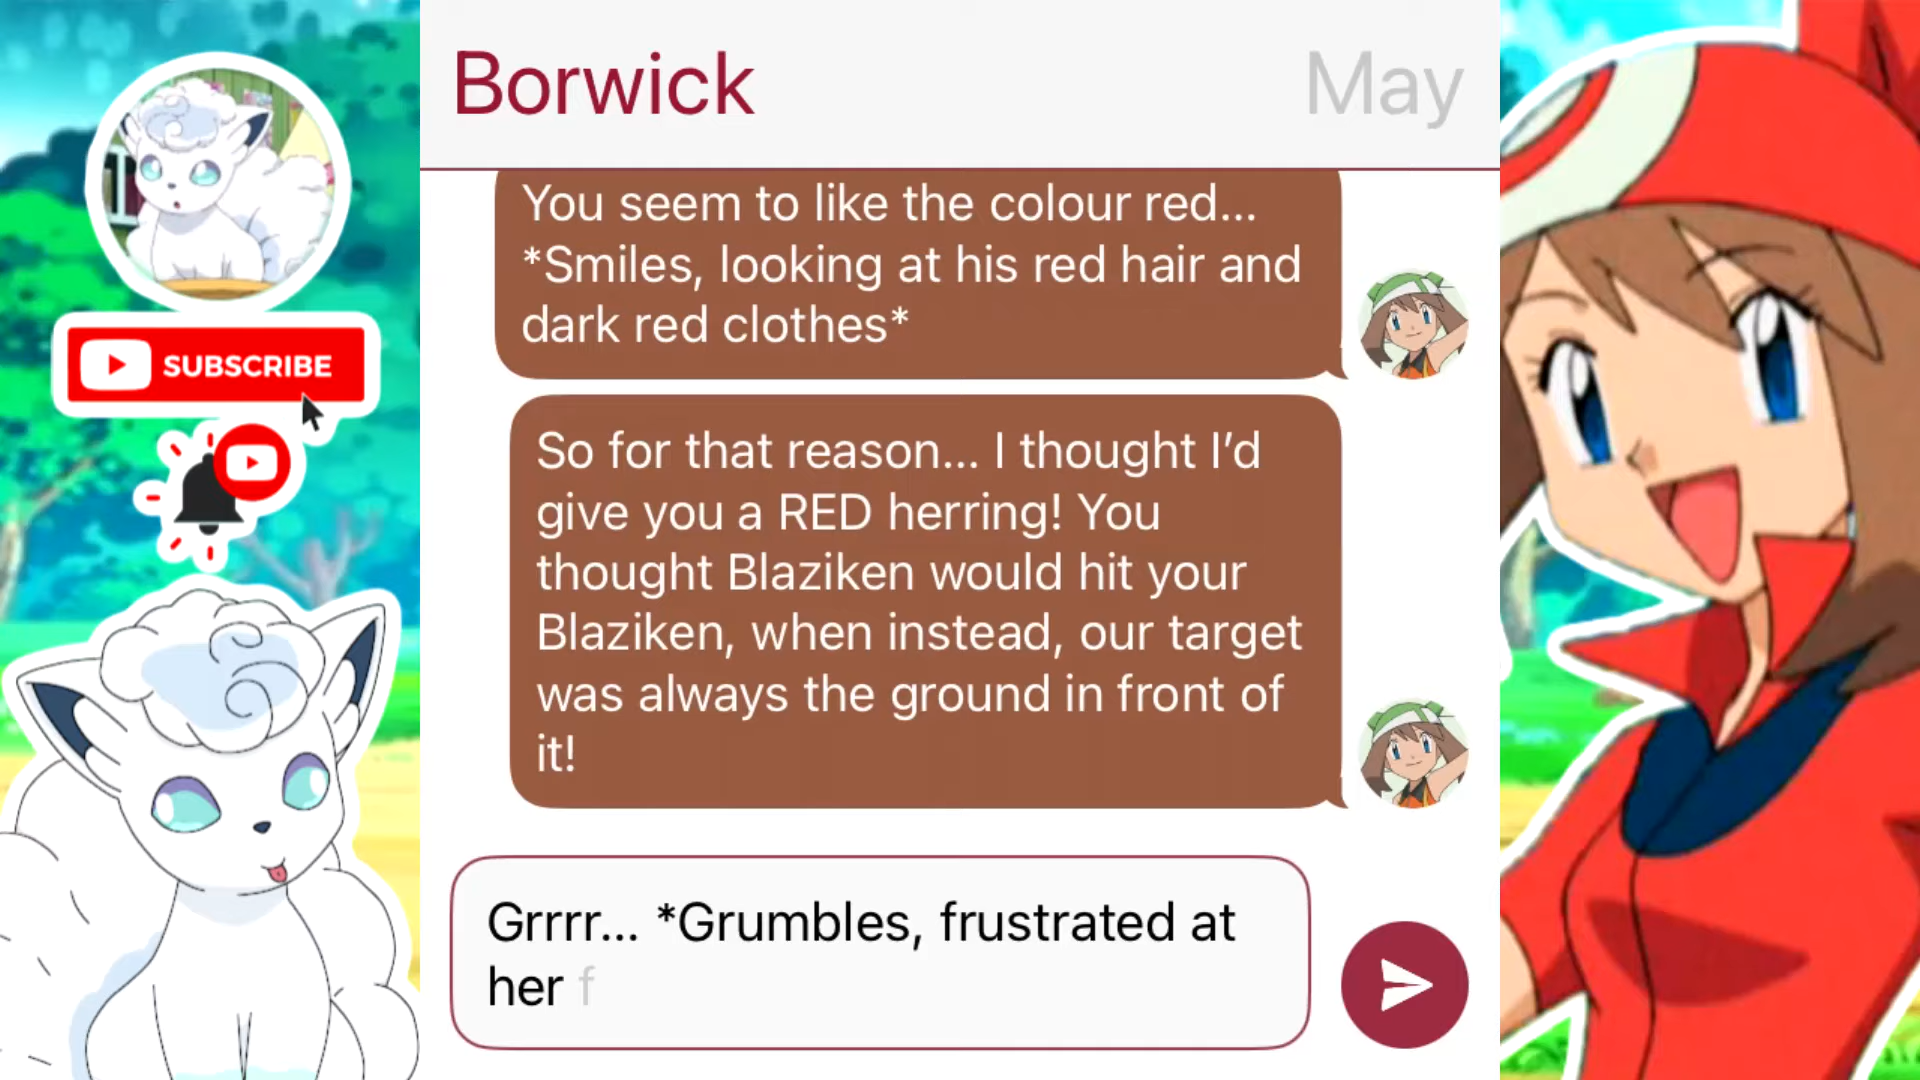 Borwick
May
You seem to like the colour red...
*Smiles, looking at his red hair and
dark red clothes*
SUBSCRIBE
So for that reason... I thought I’d
give you a RED herring! You
thought Blaziken would hit your
Blaziken, when instead, our target
was always the ground in front of
it!
Grrrr... *Grumbles, frustrated at
her f